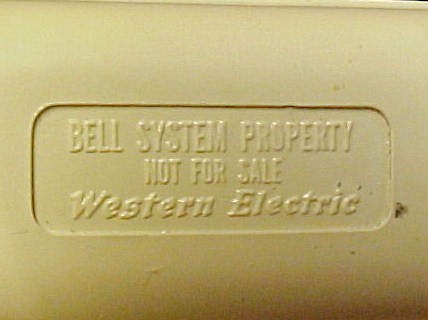 BELL SYSTEM PROPERTY
NOT FOR SALE
Western Electric